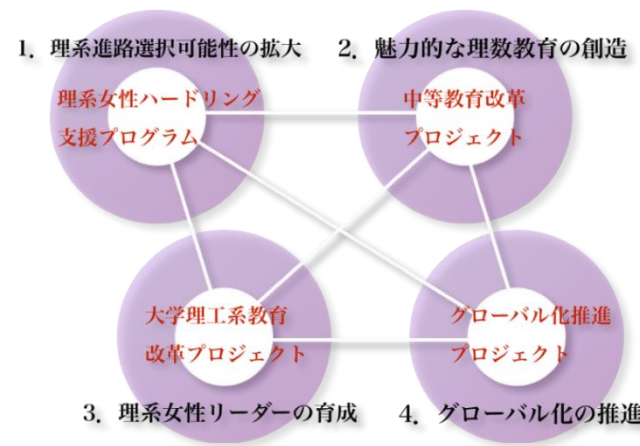 1．理系進路選択可能性の拡大
2．魅力的な理数教育の創造
理系女性ハードリング
支援プログラム
中等教育改革
プロジェクト
大学理工系教育
改革プロジェクト
グローバル化推進
プロジェクト
3．理系女性リーダーの育成
4．グローバル化の推進